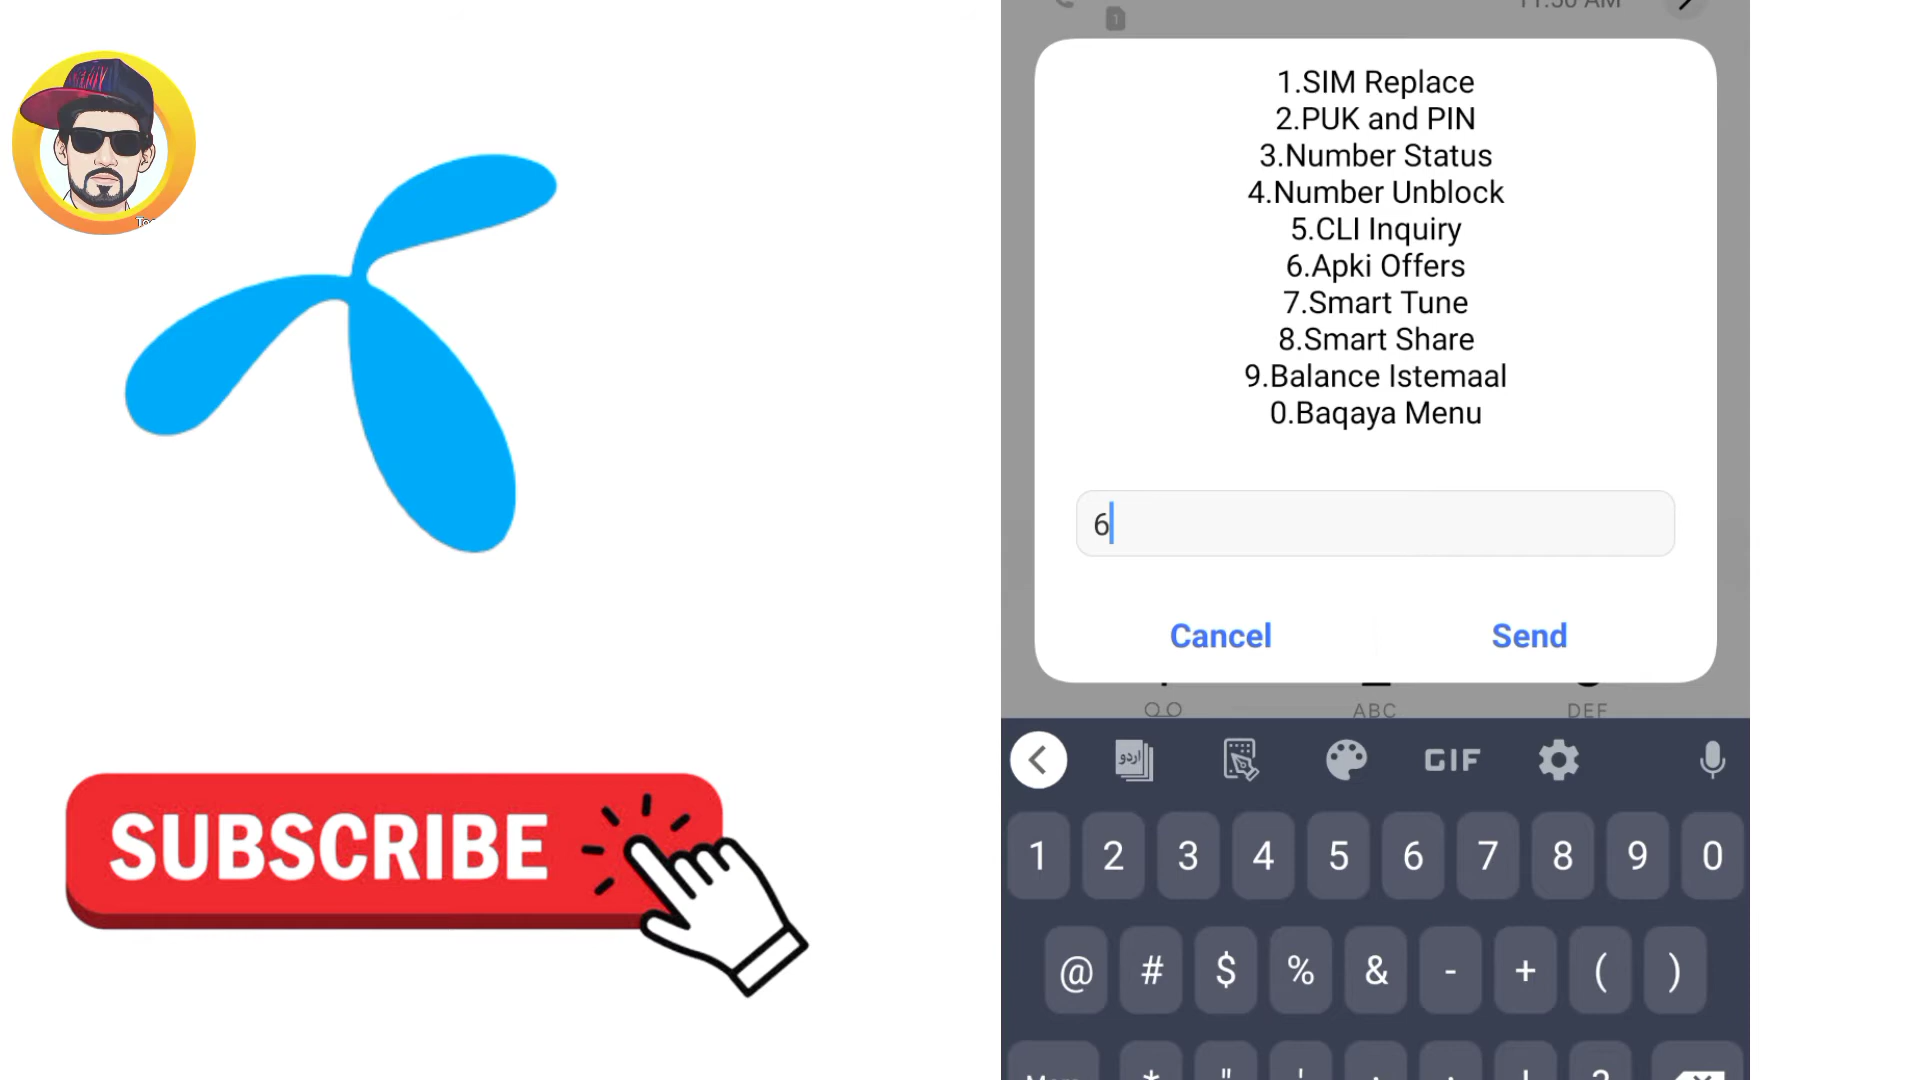 1
1.SIM Replace
2.PUK and PIN
3.Number Status
4.Number Unblock
5.CLI Inquiry
6.Apki Offers
7.Smart Tune
8.Smart Share
9.Balance Istemaal
0.Baqaya Menu
6
Cancel Send
ABC DEF
اردو GIF
1 2 3 4 5 6 7 8 9 0
@ # $ % & - + ( )
SUBSCRIBE